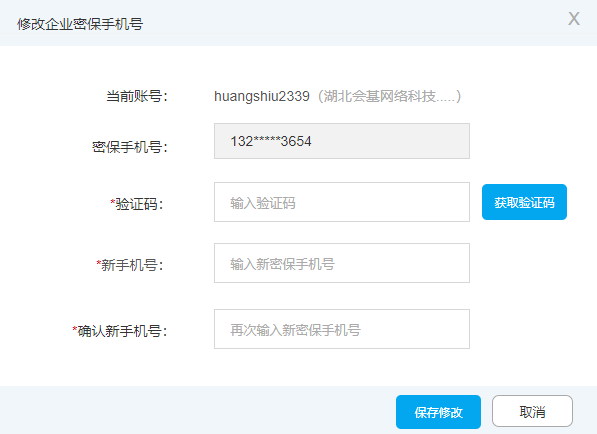 修改企业密保手机号 X
当前账号： huangshiu2339（湖北会基网络科技.....）
密保手机号： 132*****3654
*验证码： 输入验证码 获取验证码
*新手机号： 输入新密保手机号
*确认新手机号： 再次输入新密保手机号
保存修改 取消